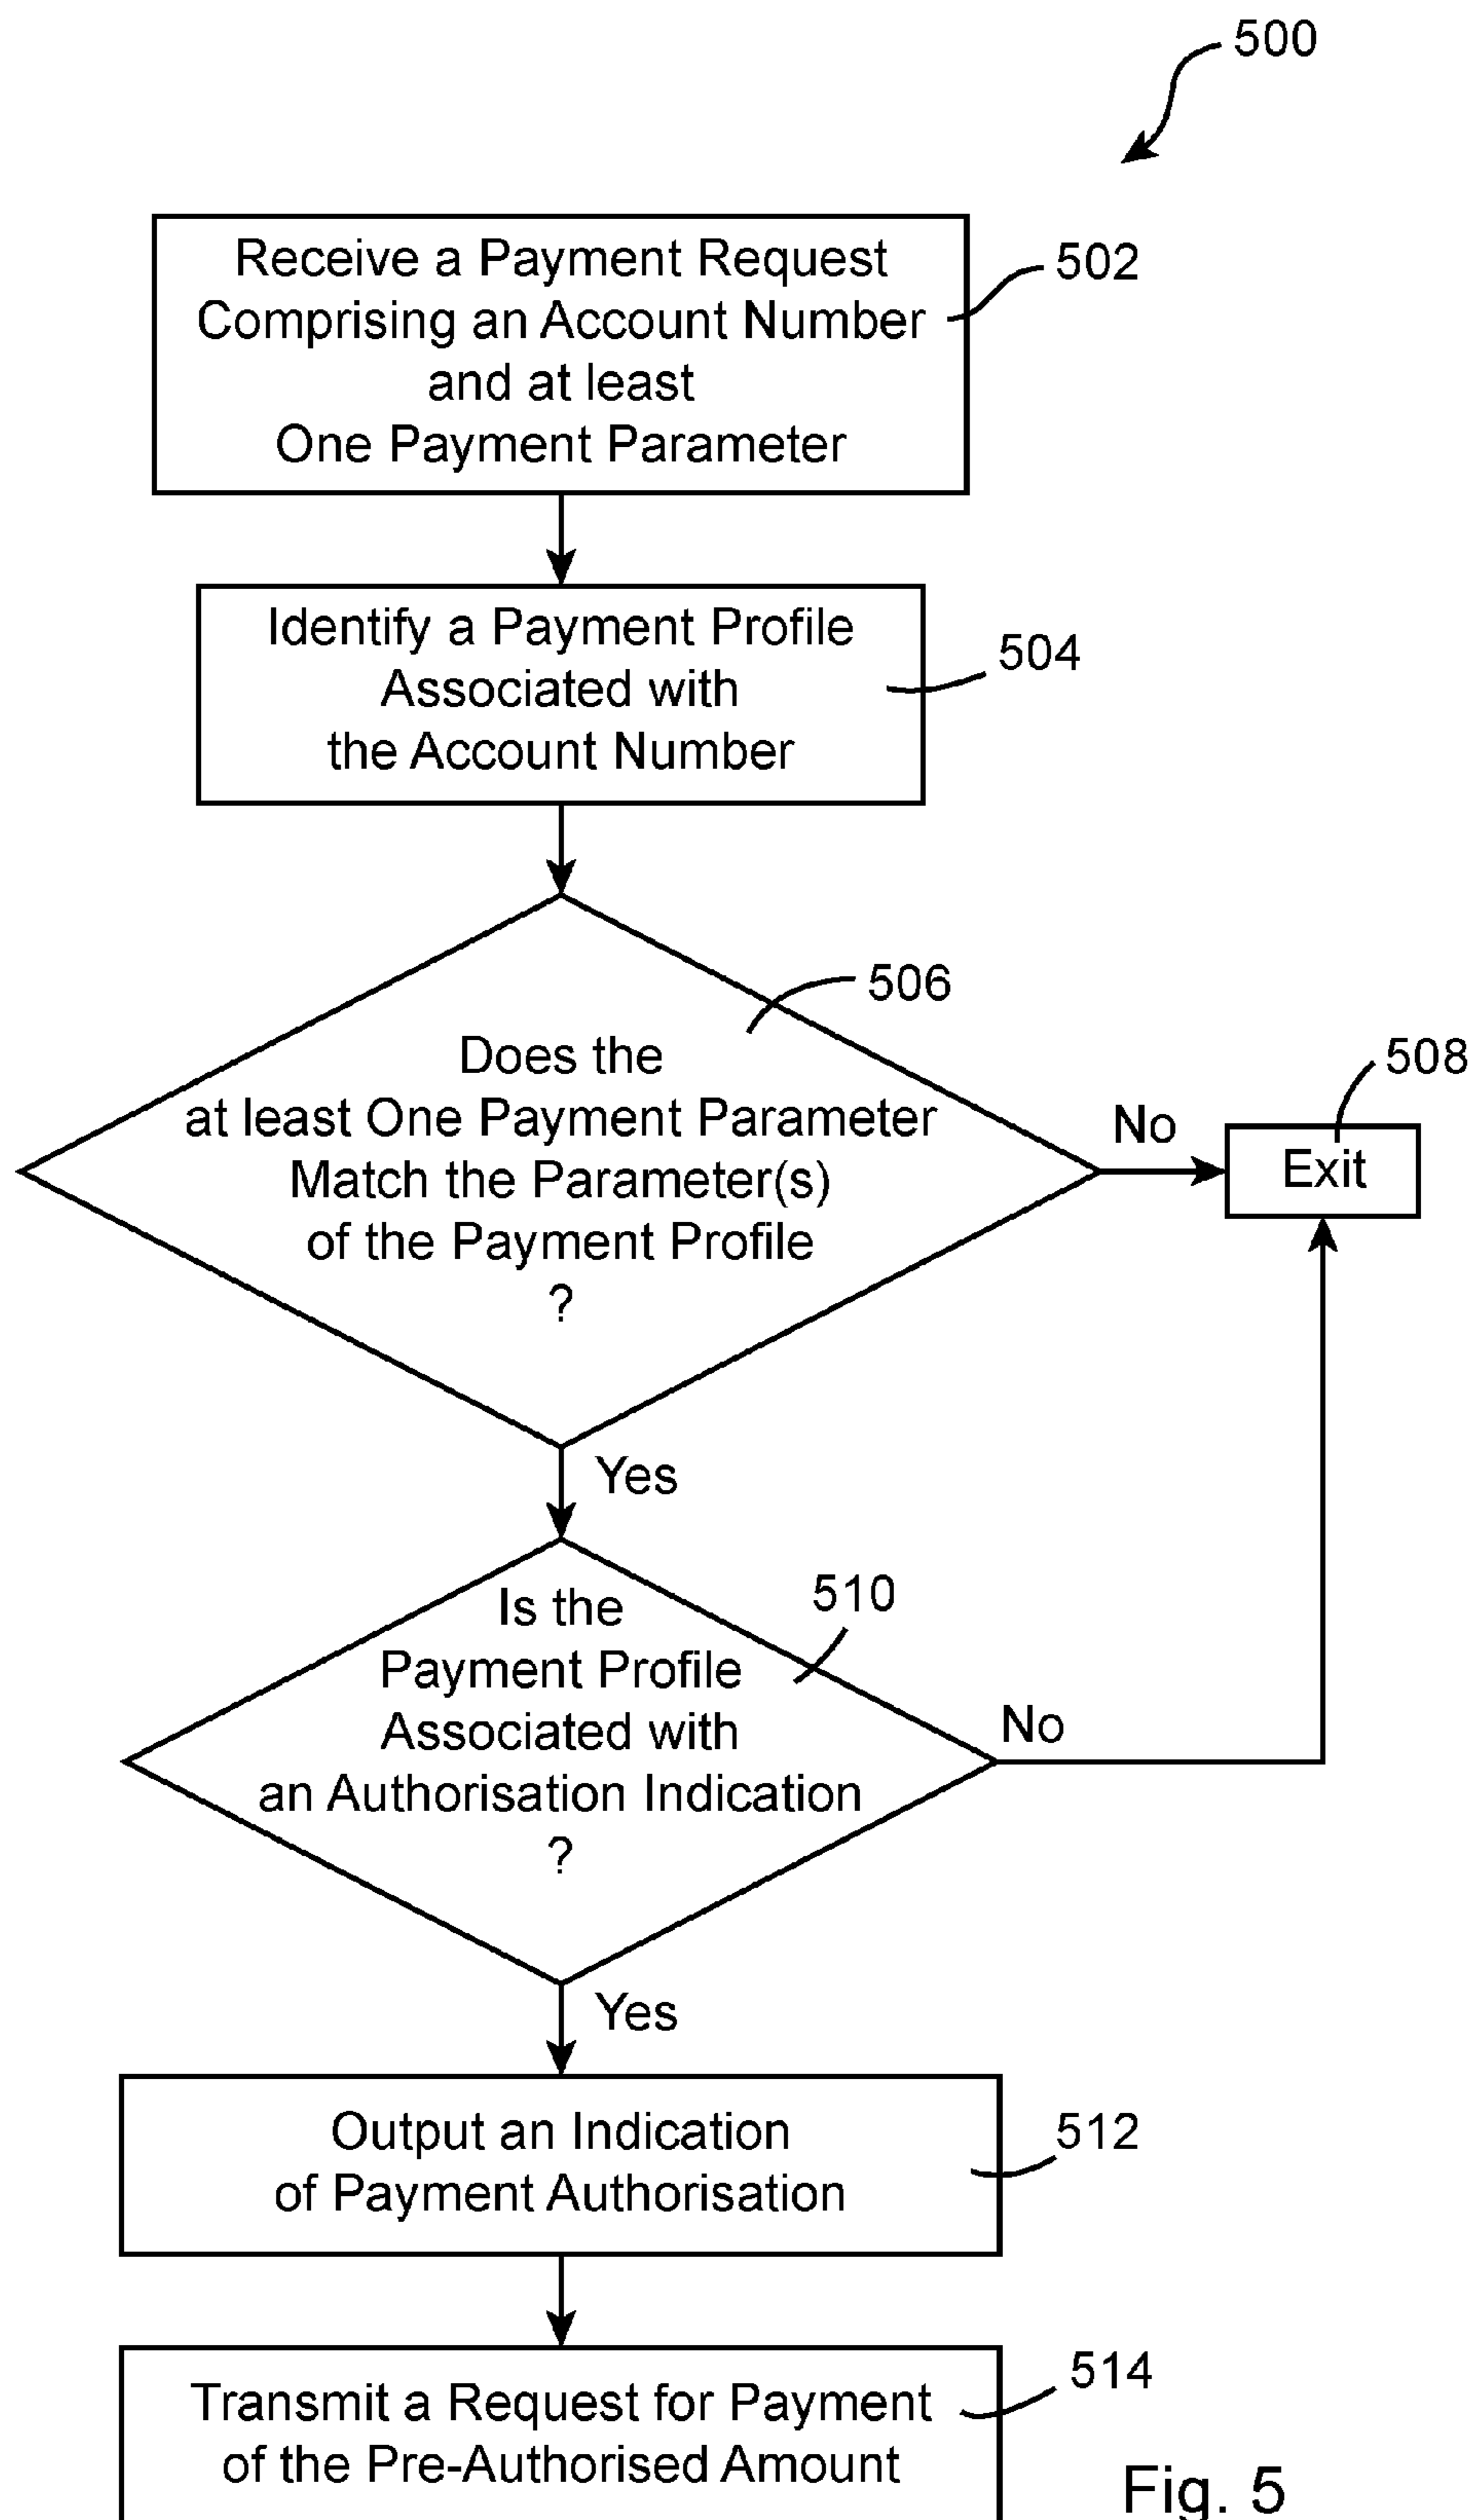 500
Receive a Payment Request
Comprising an Account Number
and at least
One Payment Parameter
502
Identify a Payment Profile
Associated with
the Account Number
504
506
Does the
at least One Payment Parameter
Match the Parameter(s)
of the Payment Profile
?
No
508
Exit
Yes
510
Is the
Payment Profile
Associated with
an Authorisation Indication
?
No
Yes
Output an Indication
of Payment Authorisation
512
Transmit a Request for Payment
of the Pre-Authorised Amount
514
Fig. 5